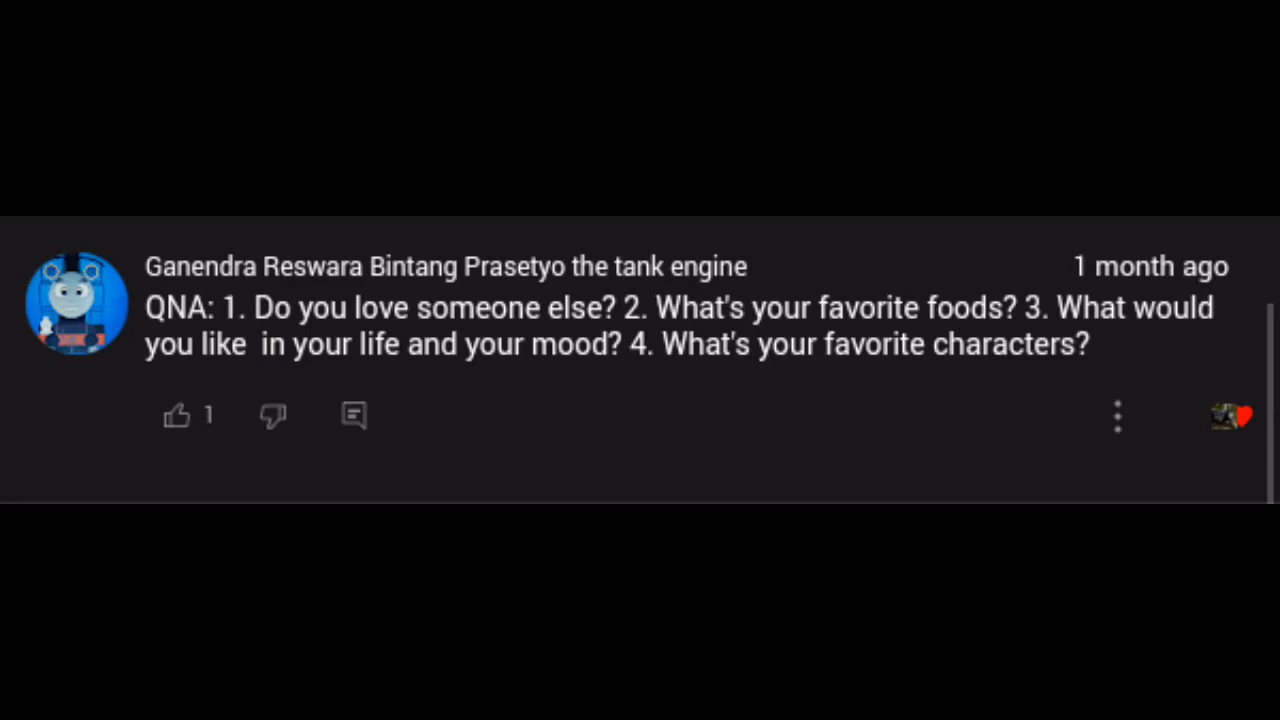 Ganendra Reswara Bintang Prasetyo the tank engine
1 month ago
QNA: 1. Do you love someone else? 2. What's your favorite foods? 3. What would
you like  in your life and your mood? 4. What's your favorite characters?
1